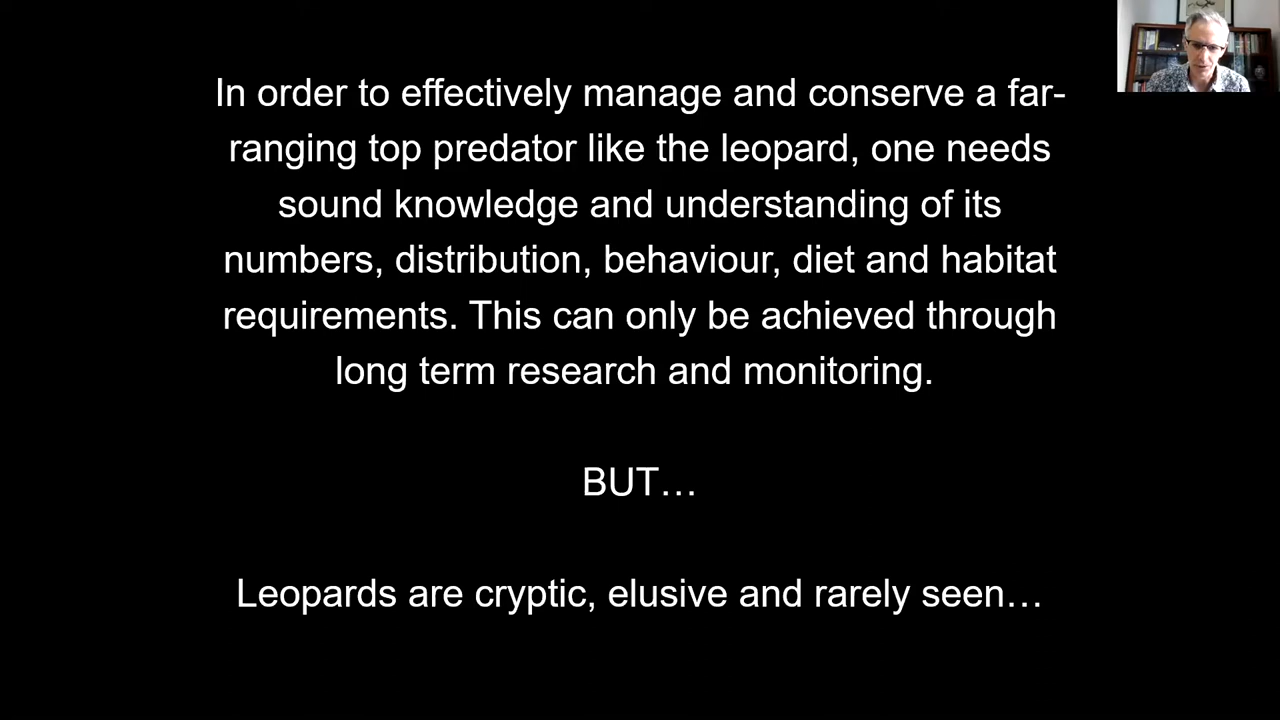 In order to effectively manage and conserve a far-
ranging top predator like the leopard, one needs
sound knowledge and understanding of its
numbers, distribution, behaviour, diet and habitat
requirements. This can only be achieved through
long term research and monitoring.
BUT…
Leopards are cryptic, elusive and rarely seen…